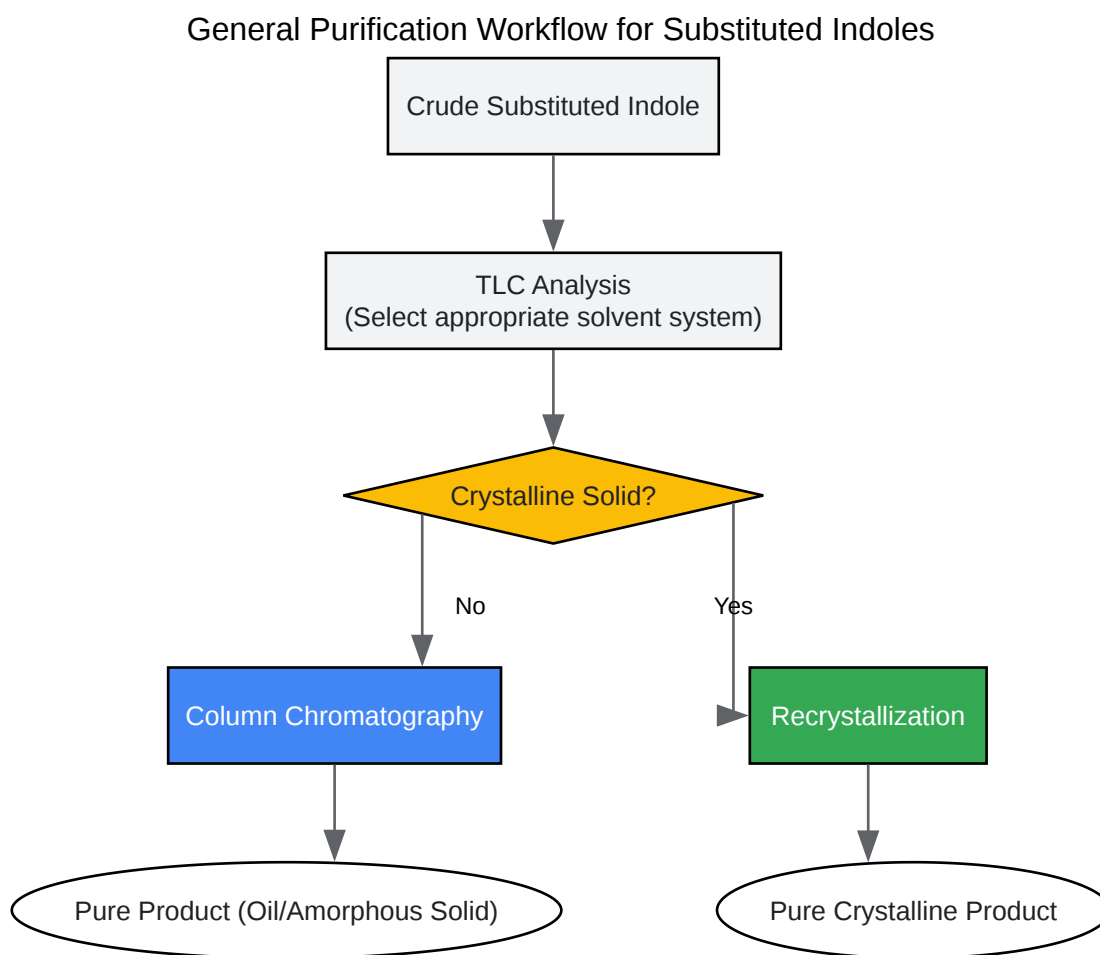 General Purification Workflow for Substituted Indoles
Crude Substituted Indole
TLC Analysis
(Select appropriate solvent system)
Crystalline Solid?
No
Yes
Column Chromatography
Recrystallization
Pure Product (Oil/Amorphous Solid)
Pure Crystalline Product